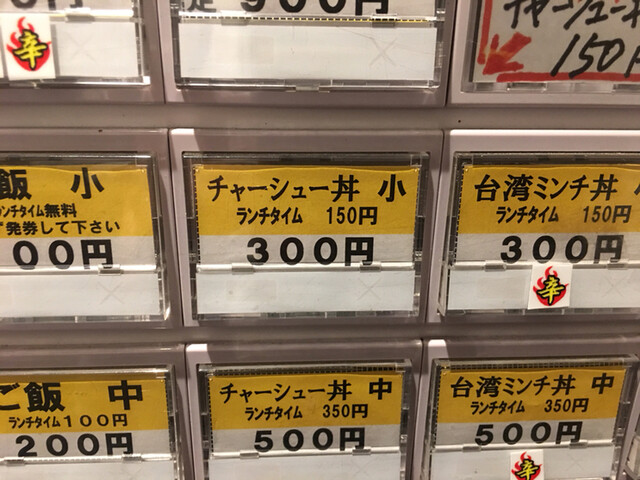 辛
900円
チャーシュー
150円
飯 小
ンチタイム無料
発券して下さい
00円
チャーシュー丼 小
ランチタイム 150円
300円
台湾ミンチ丼
ランチタイム 150円
300円
辛
ご飯 中
ランチタイム100円
200円
チャーシュー丼 中
ランチタイム 350円
500円
台湾ミンチ丼 中
ランチタイム 350円
500円
辛